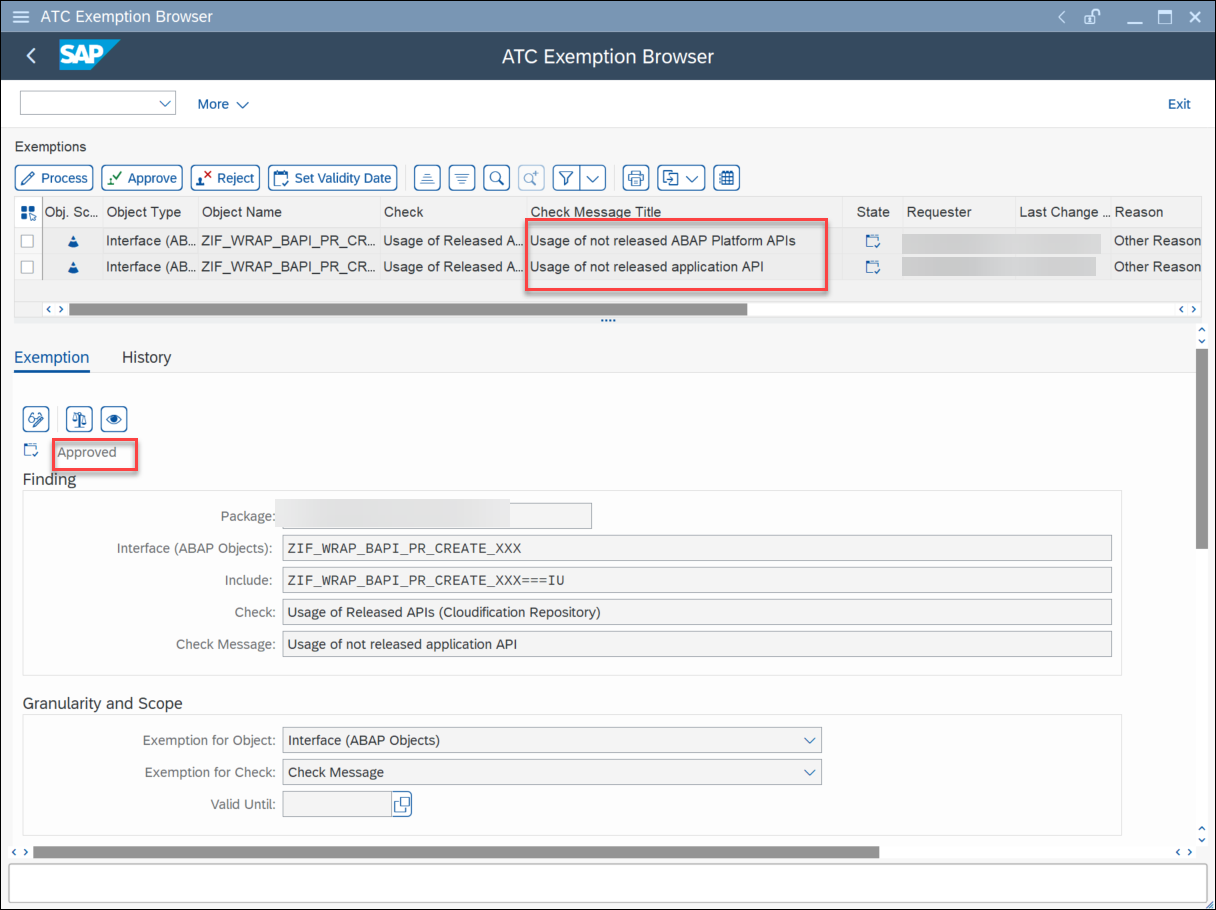 ATC Exemption Browser
SAP ATC Exemption Browser
More Exit
Exemptions
Process Approve Reject Set Validity Date
Obj. Sc... Object Type Object Name Check Check Message Title State Requester Last Change ... Reason
Interface (AB... ZIF_WRAP_BAPI_PR_CR... Usage of Released A... Usage of not released ABAP Platform APIs Other Reason
Interface (AB... ZIF_WRAP_BAPI_PR_CR... Usage of Released A... Usage of not released application API Other Reason
Exemption History
Approved
Finding
Package:
Interface (ABAP Objects): ZIF_WRAP_BAPI_PR_CREATE_XXX
Include: ZIF_WRAP_BAPI_PR_CREATE_XXX===IU
Check: Usage of Released APIs (Cloudification Repository)
Check Message: Usage of not released application API
Granularity and Scope
Exemption for Object: Interface (ABAP Objects)
Exemption for Check: Check Message
Valid Until: